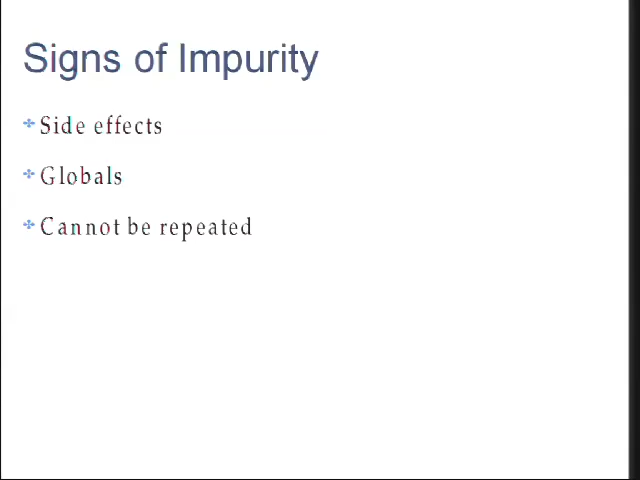 Signs of Impurity
Side effects
Globals
Cannot be repeated